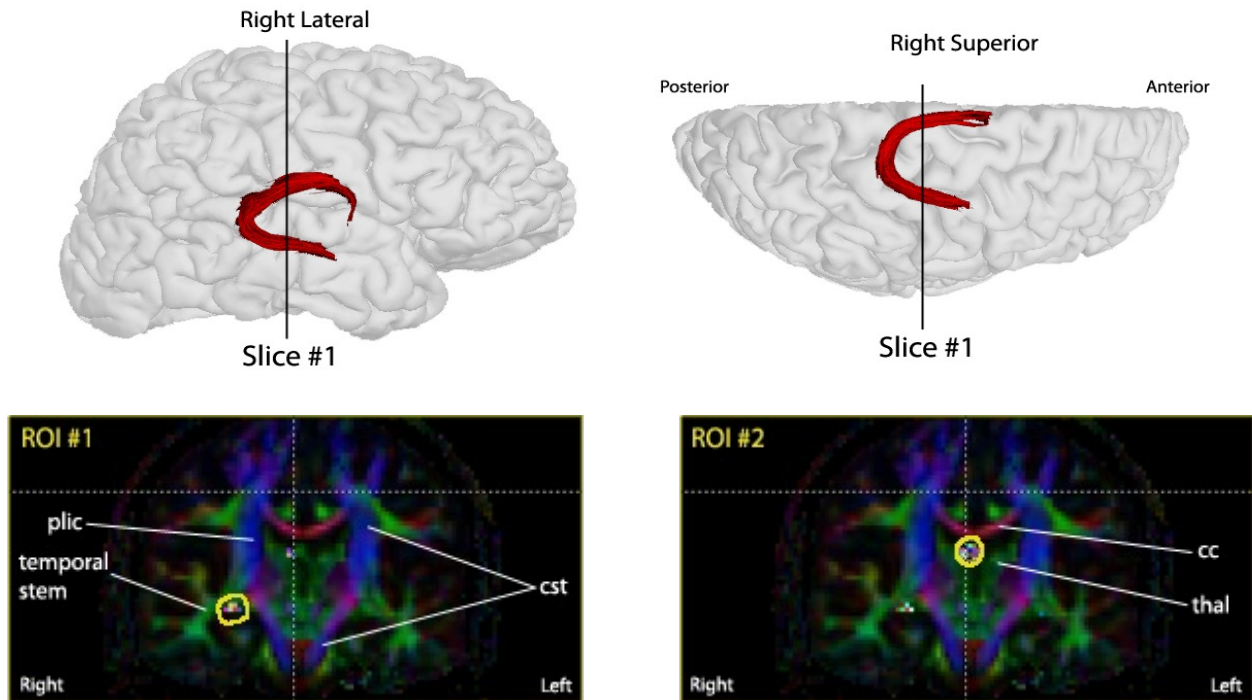 Right Lateral
Slice #1
Right Superior
Posterior
Anterior
Slice #1
ROI #1
plic
temporal
stem
cst
Right
Left
ROI #2
cc
thal
Right
Left